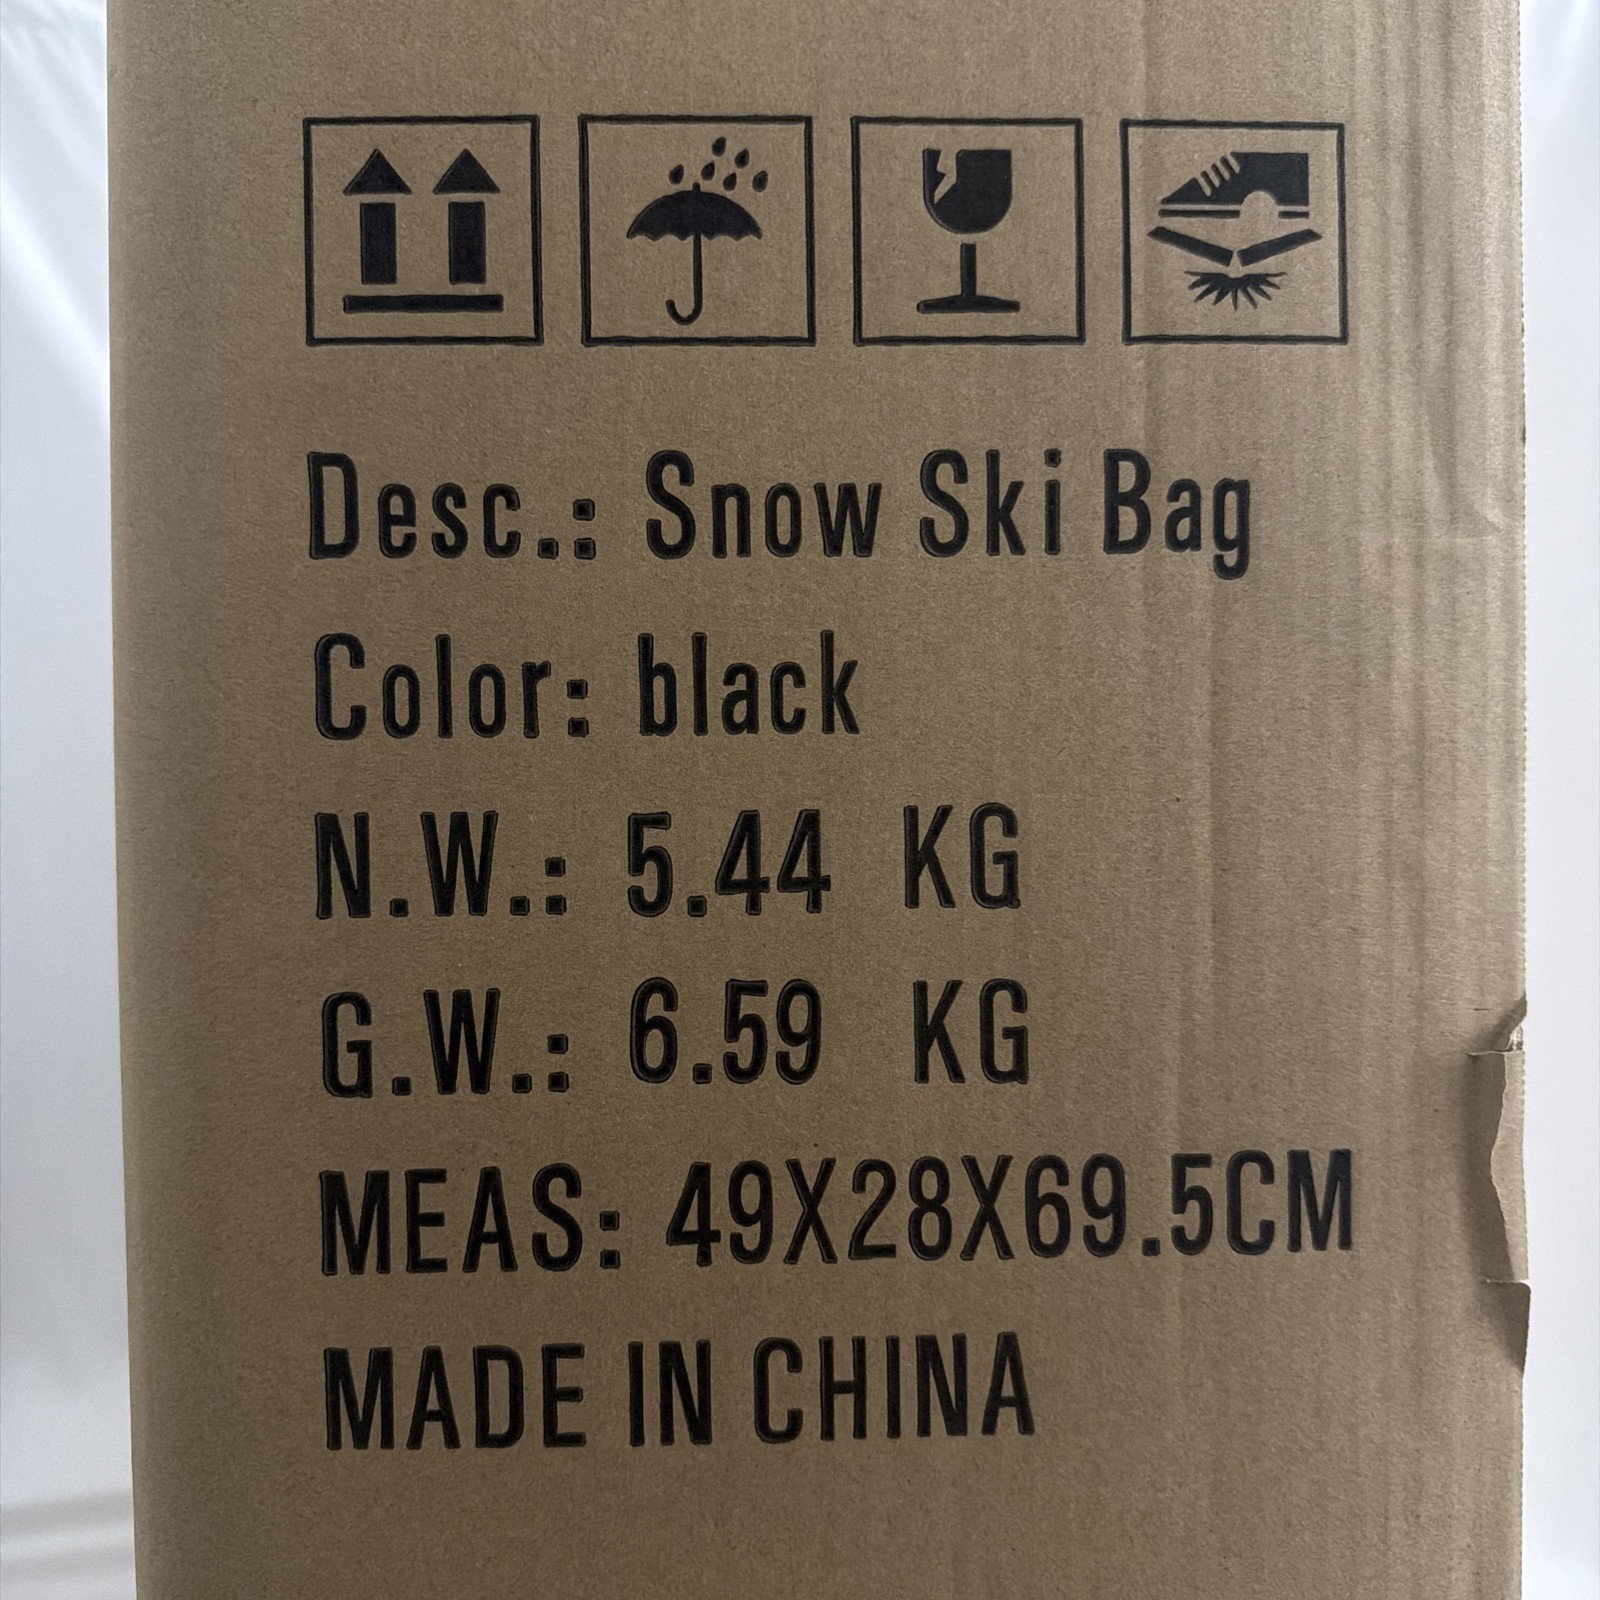 Desc.: Snow Ski Bag
Color: black
N.W.: 5.44 KG
G.W.: 6.59 KG
MEAS: 49X28X69.5CM
MADE IN CHINA